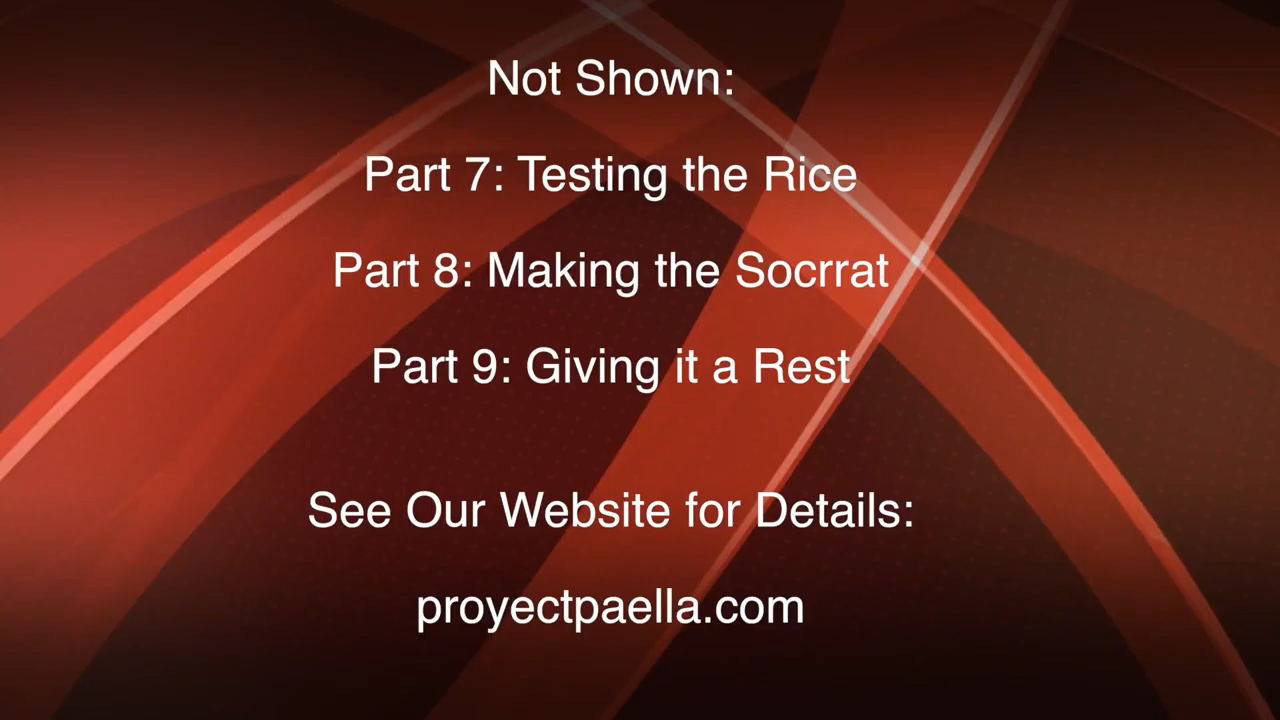 Not Shown:
Part 7: Testing the Rice
Part 8: Making the Socrrat
Part 9: Giving it a Rest
See Our Website for Details:
proyectpaella.com